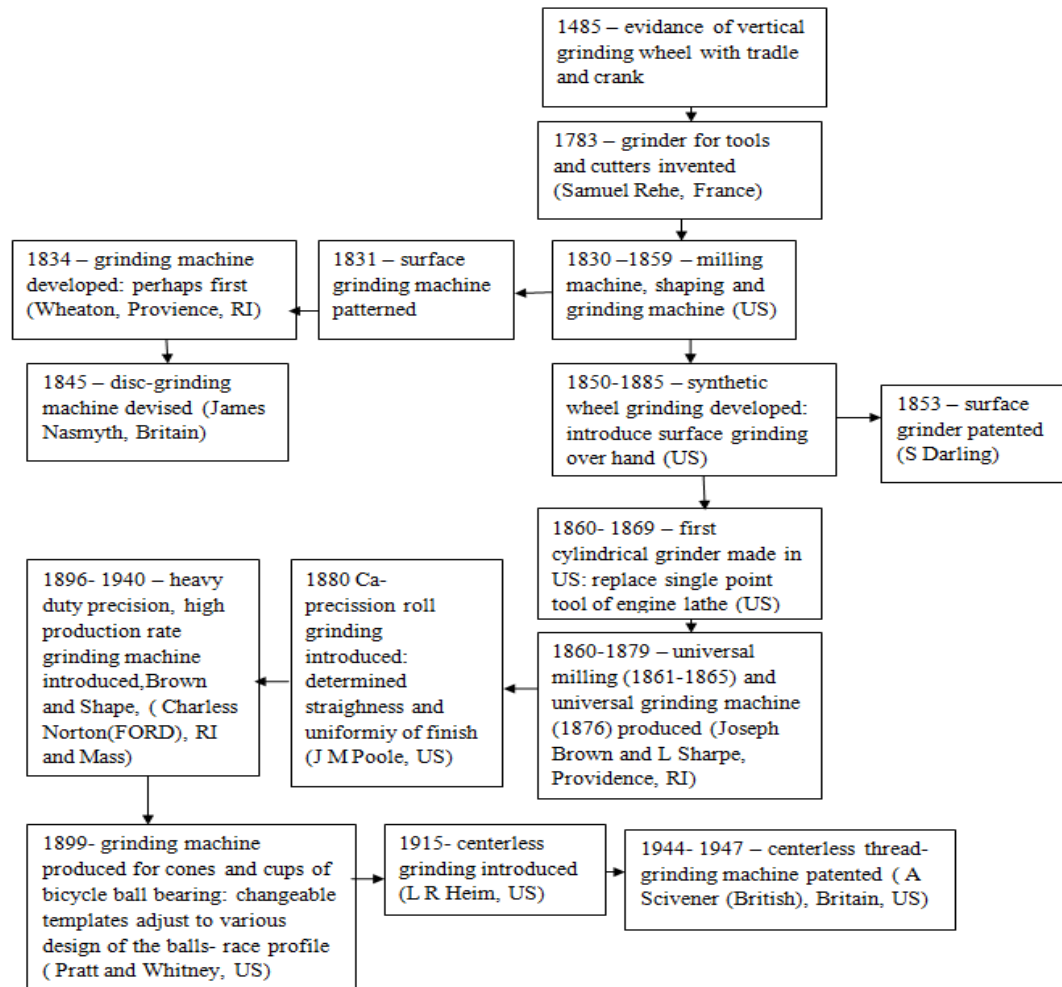 1485 – evidance of vertical
grinding wheel with tradle
and crank
1783 – grinder for tools
and cutters invented
(Samuel Rehe, France)
1834 – grinding machine
developed: perhaps first
(Wheaton, Provience, RI)
1831 – surface
grinding machine
patterned
1830 –1859 – milling
machine, shaping and
grinding machine (US)
1845 – disc-grinding
machine devised (James
Nasmyth, Britain)
1850-1885 – synthetic
wheel grinding developed:
introduce surface grinding
over hand (US)
1853 – surface
grinder patented
(S Darling)
1860- 1869 – first
cylindrical grinder made in
US: replace single point
tool of engine lathe (US)
1896- 1940 – heavy
duty precision, high
production rate
grinding machine
introduced,Brown
and Shape, ( Charless
Norton(FORD), RI
and Mass)
1880 Ca-
precission roll
grinding
introduced:
determined
straighness and
uniformiy of finish
(J M Poole, US)
1860-1879 – universal
milling (1861-1865) and
universal grinding machine
(1876) produced (Joseph
Brown and L Sharpe,
Providence, RI)
1899- grinding machine
produced for cones and cups of
bicycle ball bearing: changeable
templates adjust to various
design of the balls- race profile
( Pratt and Whitney, US)
1915- centerless
grinding introduced
(L R Heim, US)
1944- 1947 – centerless thread-
grinding machine patented ( A
Scivener (British), Britain, US)